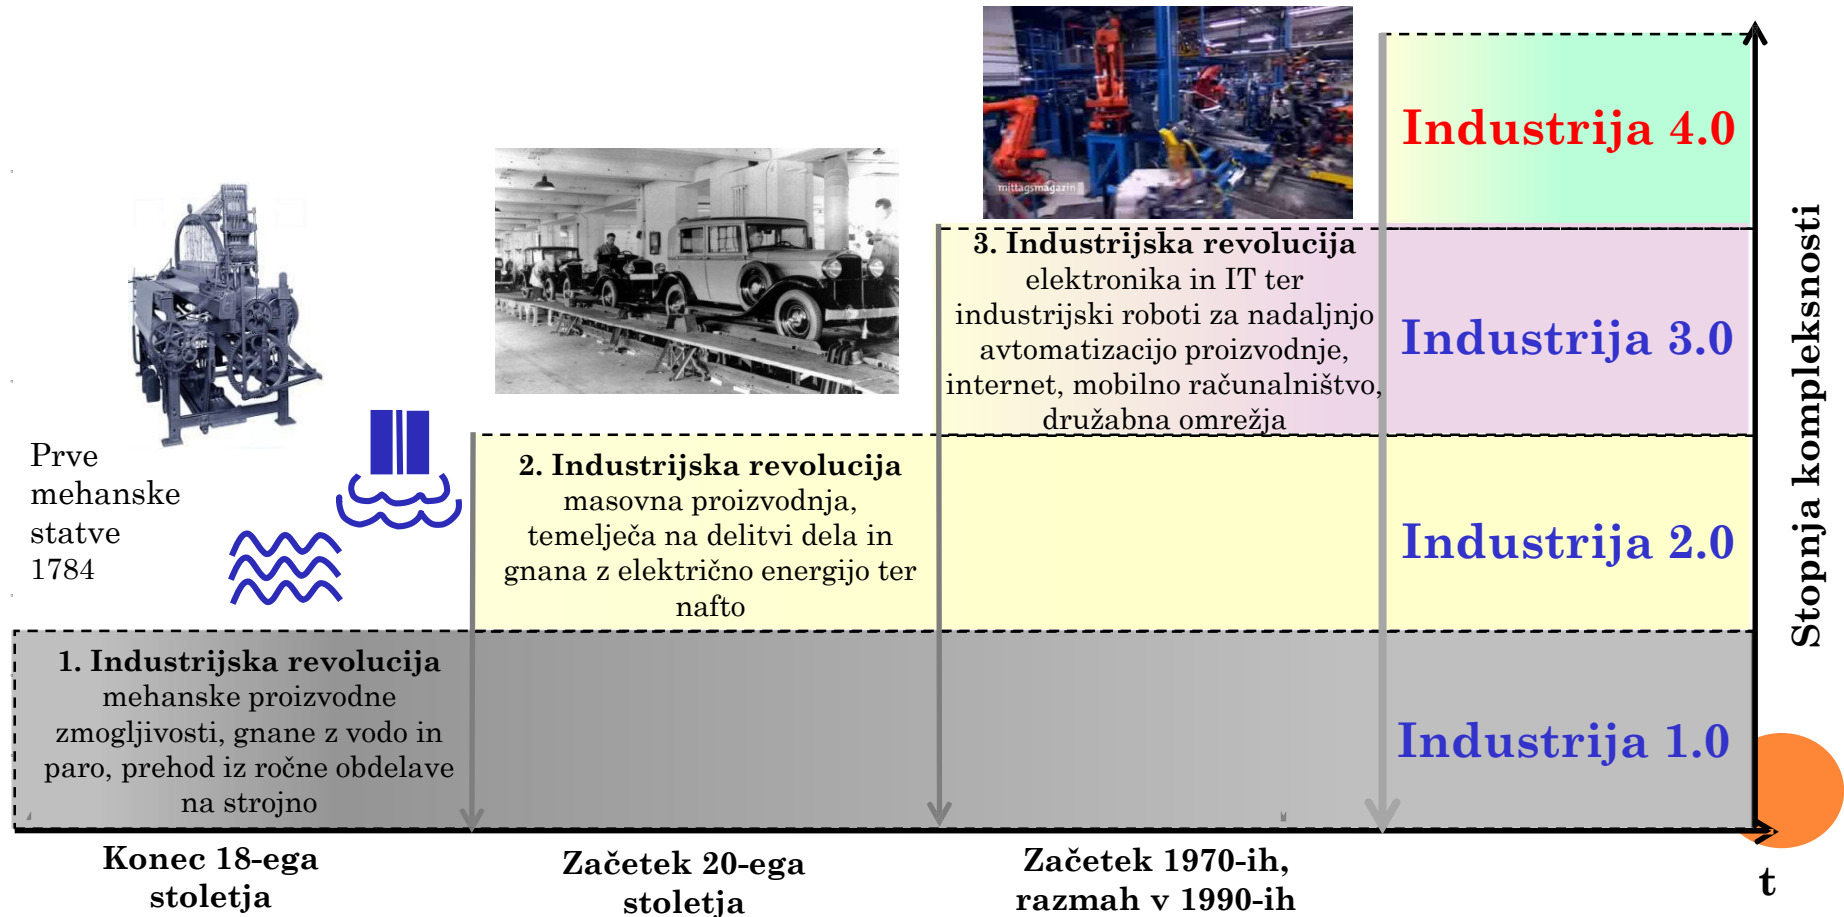 mittagsmagazin
Industrija 4.0
3. Industrijska revolucija
elektronika in IT ter
industrijski roboti za nadaljnjo
avtomatizacijo proizvodnje,
internet, mobilno računalništvo,
družabna omrežja
Industrija 3.0
Prve
mehanske
statve
1784
2. Industrijska revolucija
masovna proizvodnja,
temelječa na delitvi dela in
gnana z električno energijo ter
nafto
Industrija 2.0
1. Industrijska revolucija
mehanske proizvodne
zmogljivosti, gnane z vodo in
paro, prehod iz ročne obdelave
na strojno
Industrija 1.0
Stopnja kompleksnosti
Konec 18-ega
stoletja
Začetek 20-ega
stoletja
Začetek 1970-ih,
razmah v 1990-ih
t